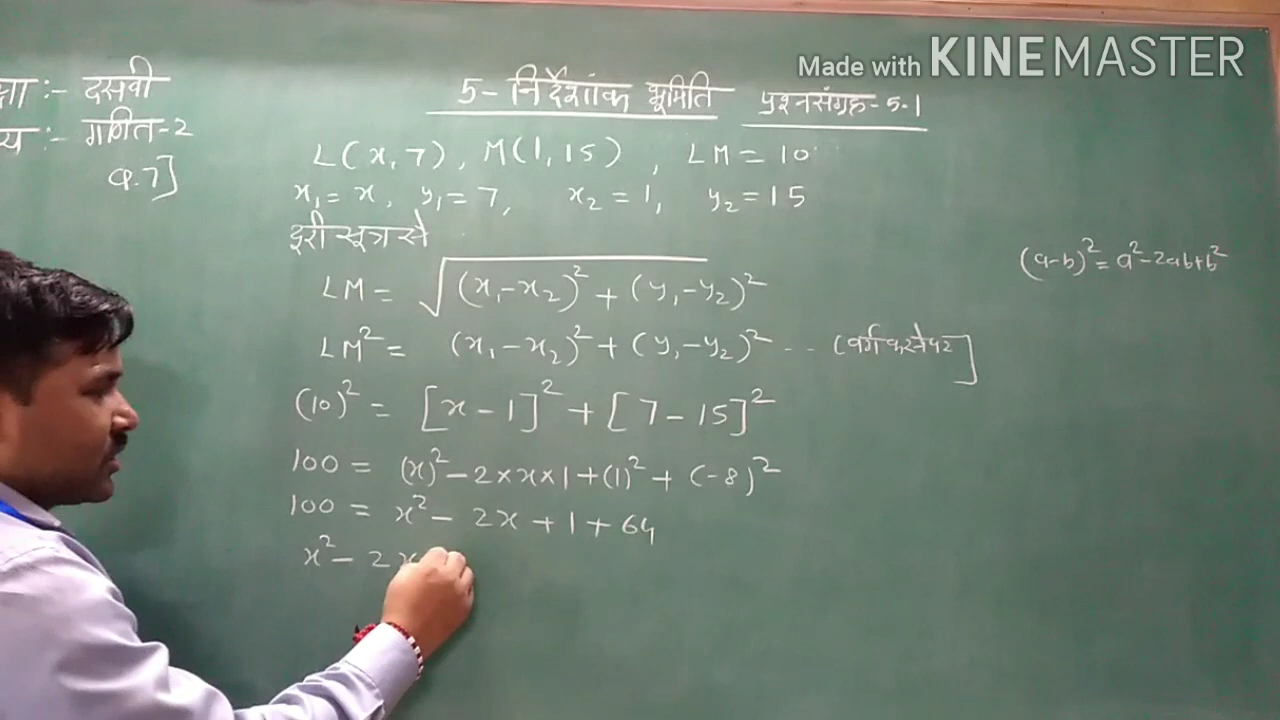 Made with KINEMASTER
क्षा :- दसवी
य :- गणित-2
Q.7]
5- निर्देशांक भूमिति प्रश्नसंग्रह-5.1
L(x,7), M(1,15), LM=10
x₁=x, y₁=7, x₂=1, y₂=15
दूरी सूत्र से
(a-b)²=a²-2ab+b²
LM= √(x₁-x₂)²+(y₁-y₂)²
LM²= (x₁-x₂)²+(y₁-y₂)² -- (वर्ग करने पर]
(10)² = [x-1]²+[7-15]²
100 = (x)²-2×x×1+(1)²+(-8)²
100 = x²-2x+1+64
x²-2x